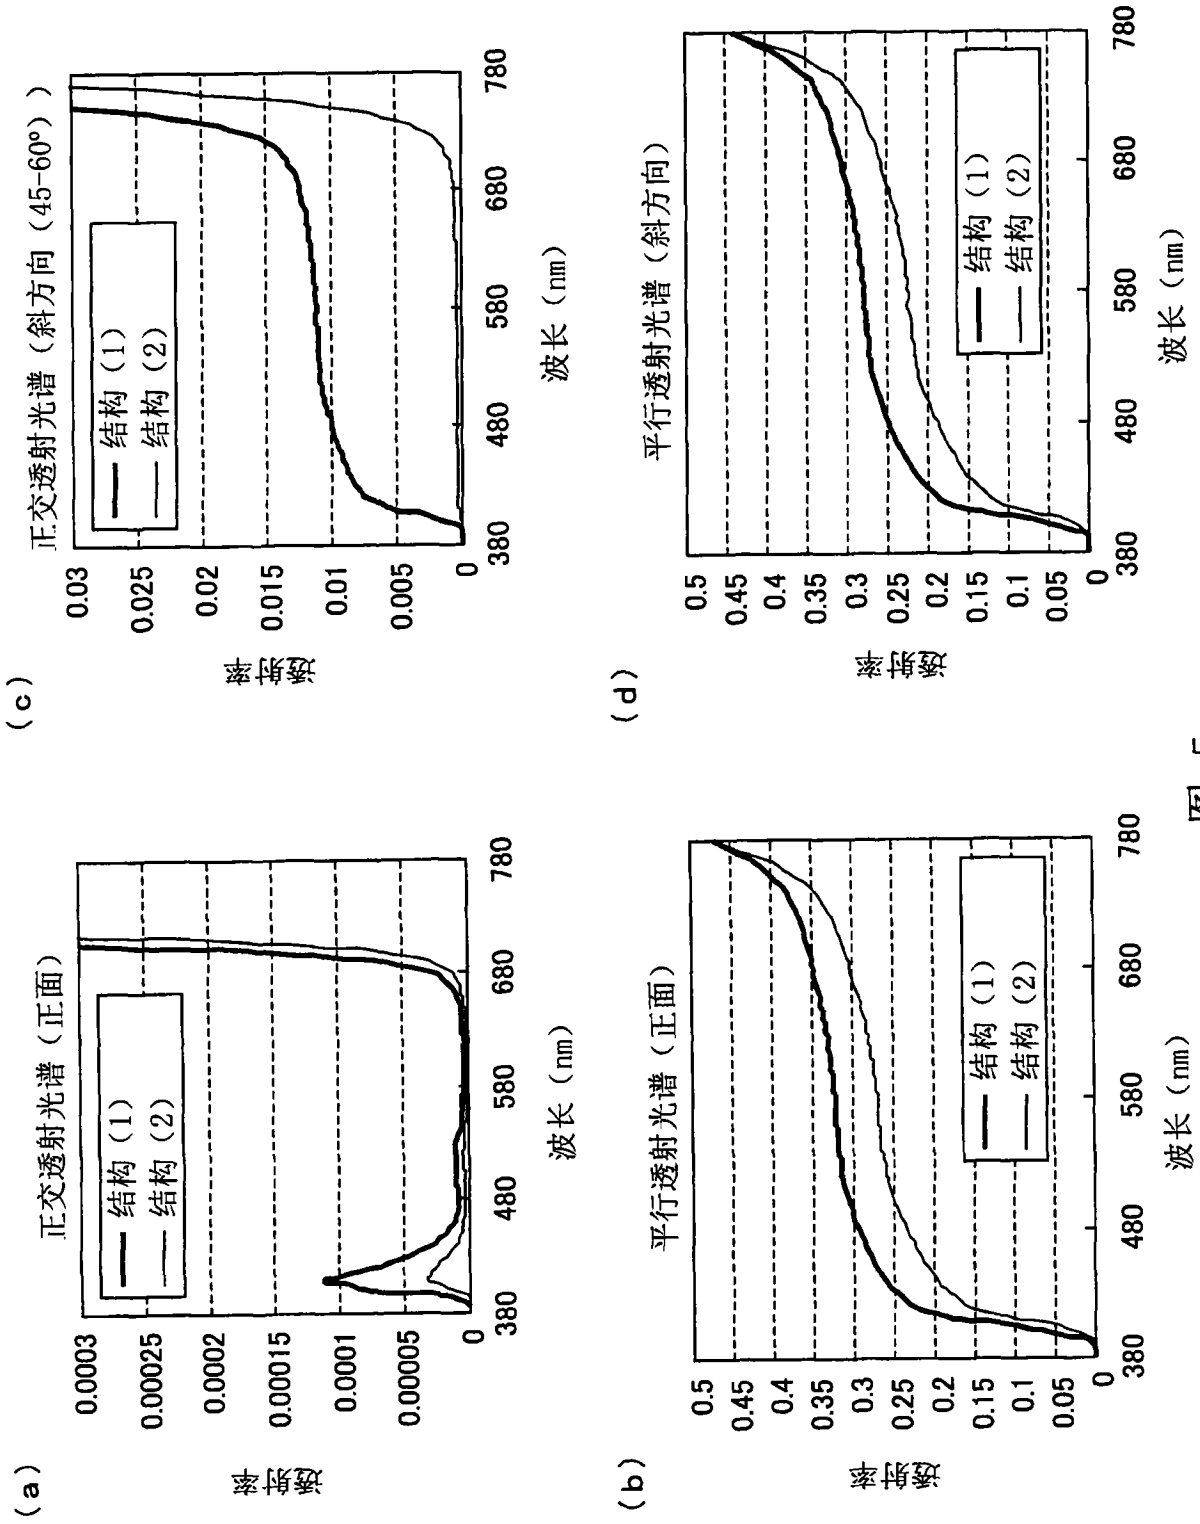 (a)
正交透射光谱（正面）
透射率
0.0003
0.00025
0.0002
0.00015
0.0001
0.00005
0
结构（1）
结构（2）
380
480
580
680
780
波长（nm）
(c)
正交透射光谱（斜方向（45-60°））
透射率
0.03
0.025
0.02
0.015
0.01
0.005
0
结构（1）
结构（2）
380
480
580
680
780
波长（nm）
(b)
平行透射光谱（正面）
透射率
0.5
0.45
0.4
0.35
0.3
0.25
0.2
0.15
0.1
0.05
0
结构（1）
结构（2）
380
480
580
680
780
波长（nm）
(d)
平行透射光谱（斜方向）
透射率
0.5
0.45
0.4
0.35
0.3
0.25
0.2
0.15
0.1
0.05
0
结构（1）
结构（2）
380
480
580
680
780
波长（nm）
图